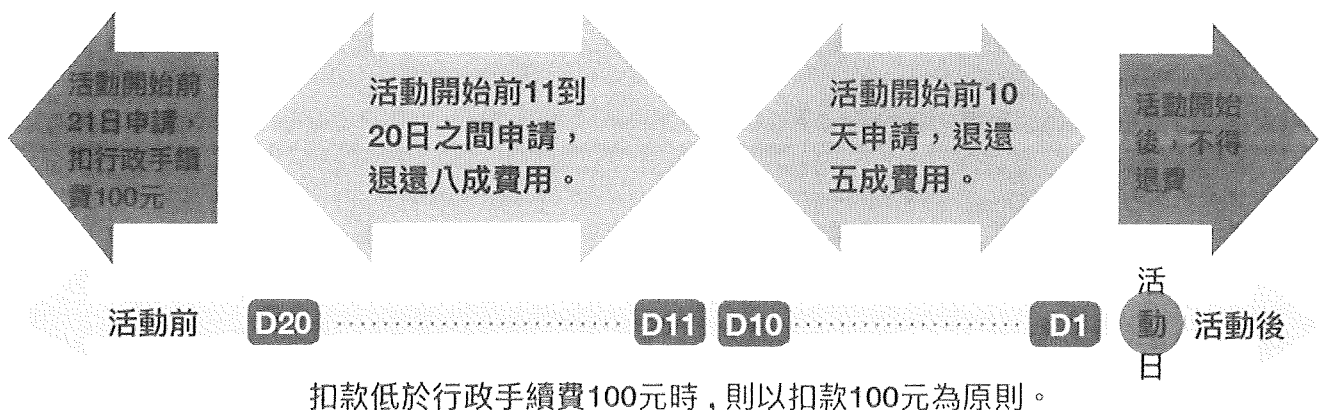 活動開始前
21日申請，
扣行政手續
費100元
活動開始前11到
20日之間申請，
退還八成費用。
活動開始前10
天申請，退還
五成費用。
活動開始
後，不得
退費
活動前
D20
D11
D10
D1
活動日
活動後
扣款低於行政手續費100元時，則以扣款100元為原則。